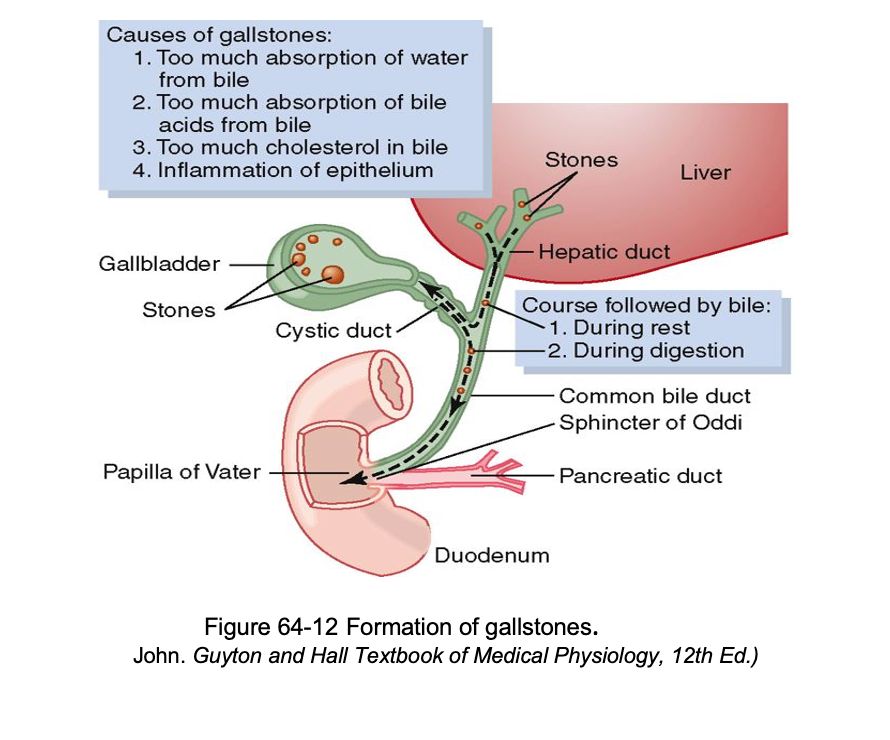 Causes of gallstones:
1. Too much absorption of water
from bile
2. Too much absorption of bile
acids from bile
3. Too much cholesterol in bile
4. Inflammation of epithelium
Stones
Liver
Hepatic duct
Gallbladder
Stones
Cystic duct
Course followed by bile:
1. During rest
2. During digestion
Common bile duct
Sphincter of Oddi
Papilla of Vater
Pancreatic duct
Duodenum
Figure 64-12 Formation of gallstones.
John. Guyton and Hall Textbook of Medical Physiology, 12th Ed.)